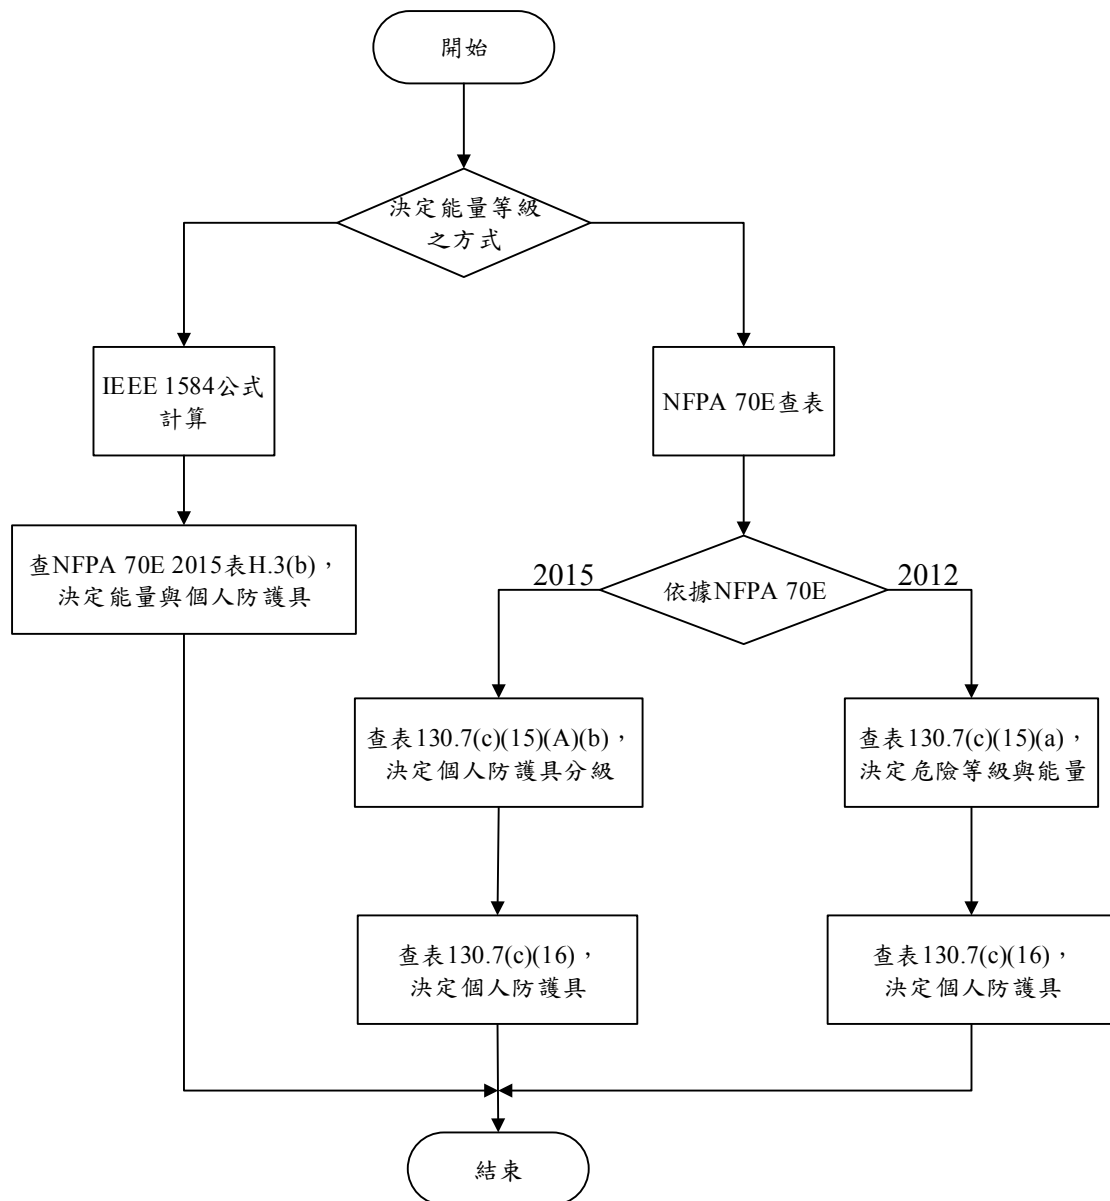 開始
決定能量等級
之方式
IEEE 1584公式
計算
NFPA 70E查表
查NFPA 70E 2015表H.3(b)，
決定能量與個人防護具
2015
依據NFPA 70E
2012
查表130.7(c)(15)(A)(b)，
決定個人防護具分級
查表130.7(c)(15)(a)，
決定危險等級與能量
查表130.7(c)(16)，
決定個人防護具
查表130.7(c)(16)，
決定個人防護具
結束